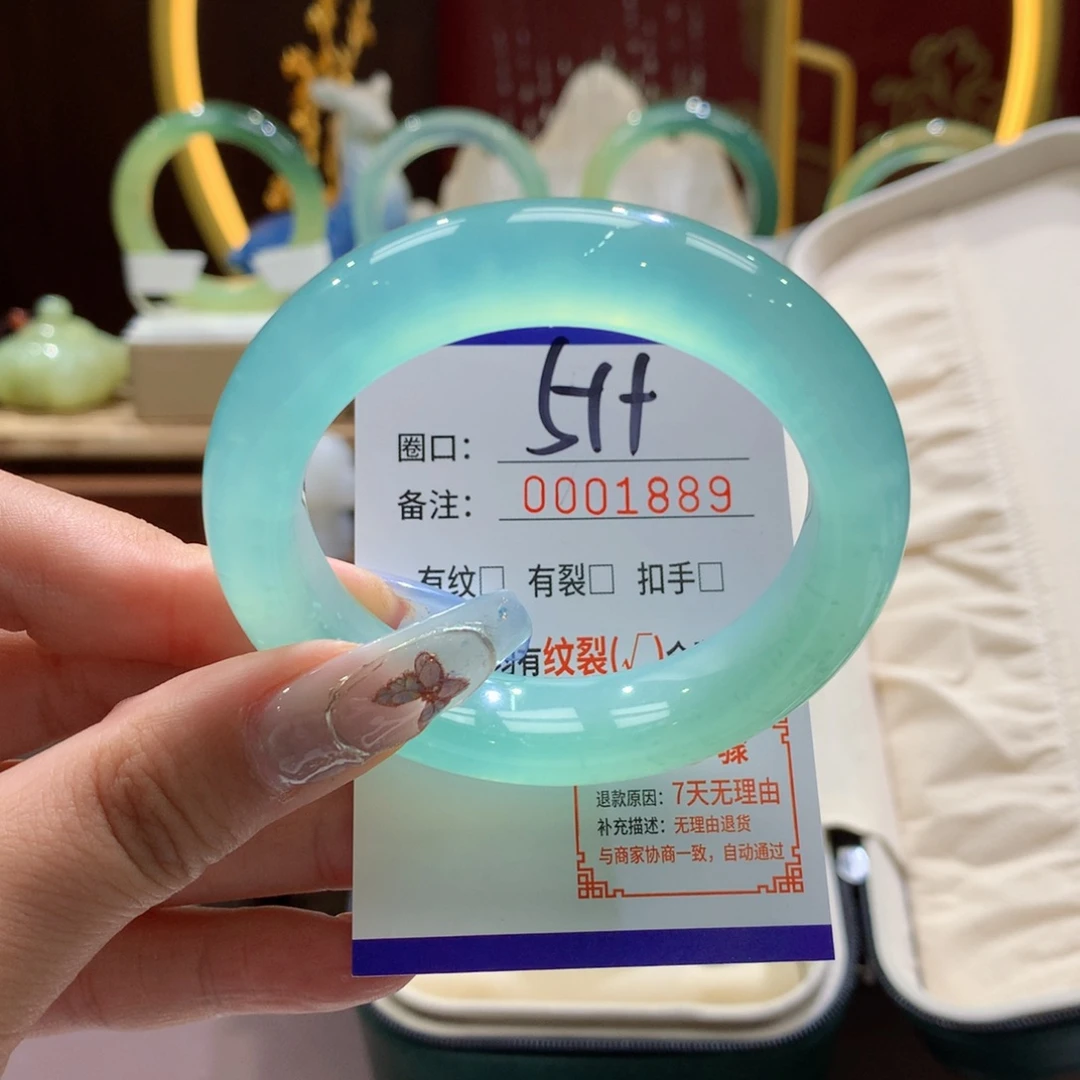 圈口:
备注: 0001889
有纹□ 有裂□ 扣手□
有纹裂(√)
骤
退款原因: 7天无理由
补充描述: 无理由退货
与商家协商一致，自动通过